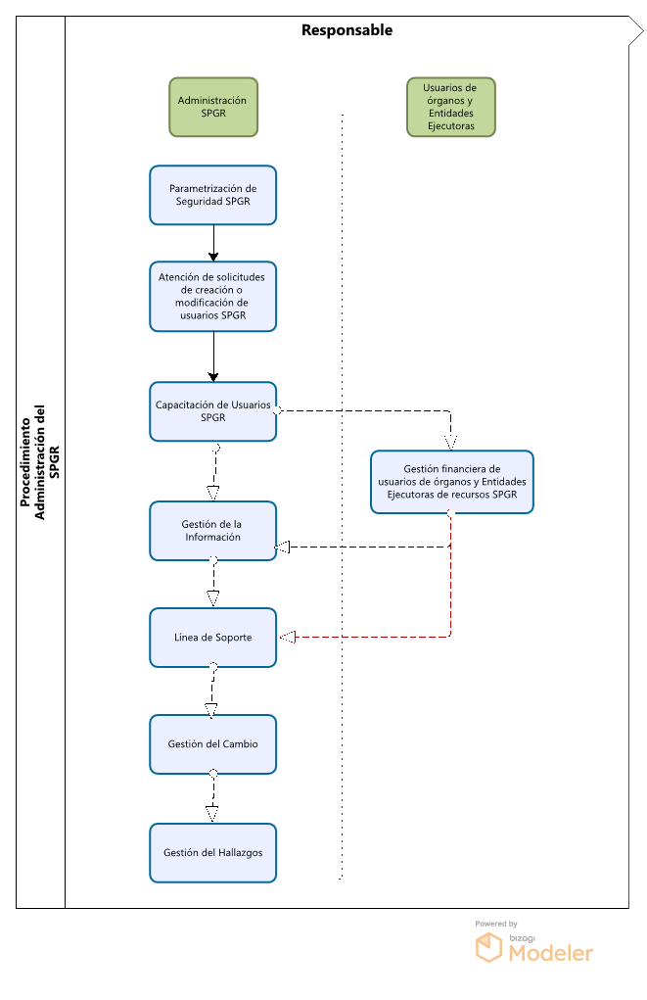 Responsable
Procedimiento
Administración del
SPGR
Administración
SPGR
Usuarios de
órganos y
Entidades
Ejecutoras
Parametrización de
Seguridad SPGR
Atención de solicitudes
de creación o
modificación de
usuarios SPGR
Capacitación de Usuarios
SPGR
Gestión financiera de
usuarios de órganos y Entidades
Ejecutoras de recursos SPGR
Gestión de la
Información
Línea de Soporte
Gestión del Cambio
Gestión del Hallazgos
Powered by
bizagi
Modeler